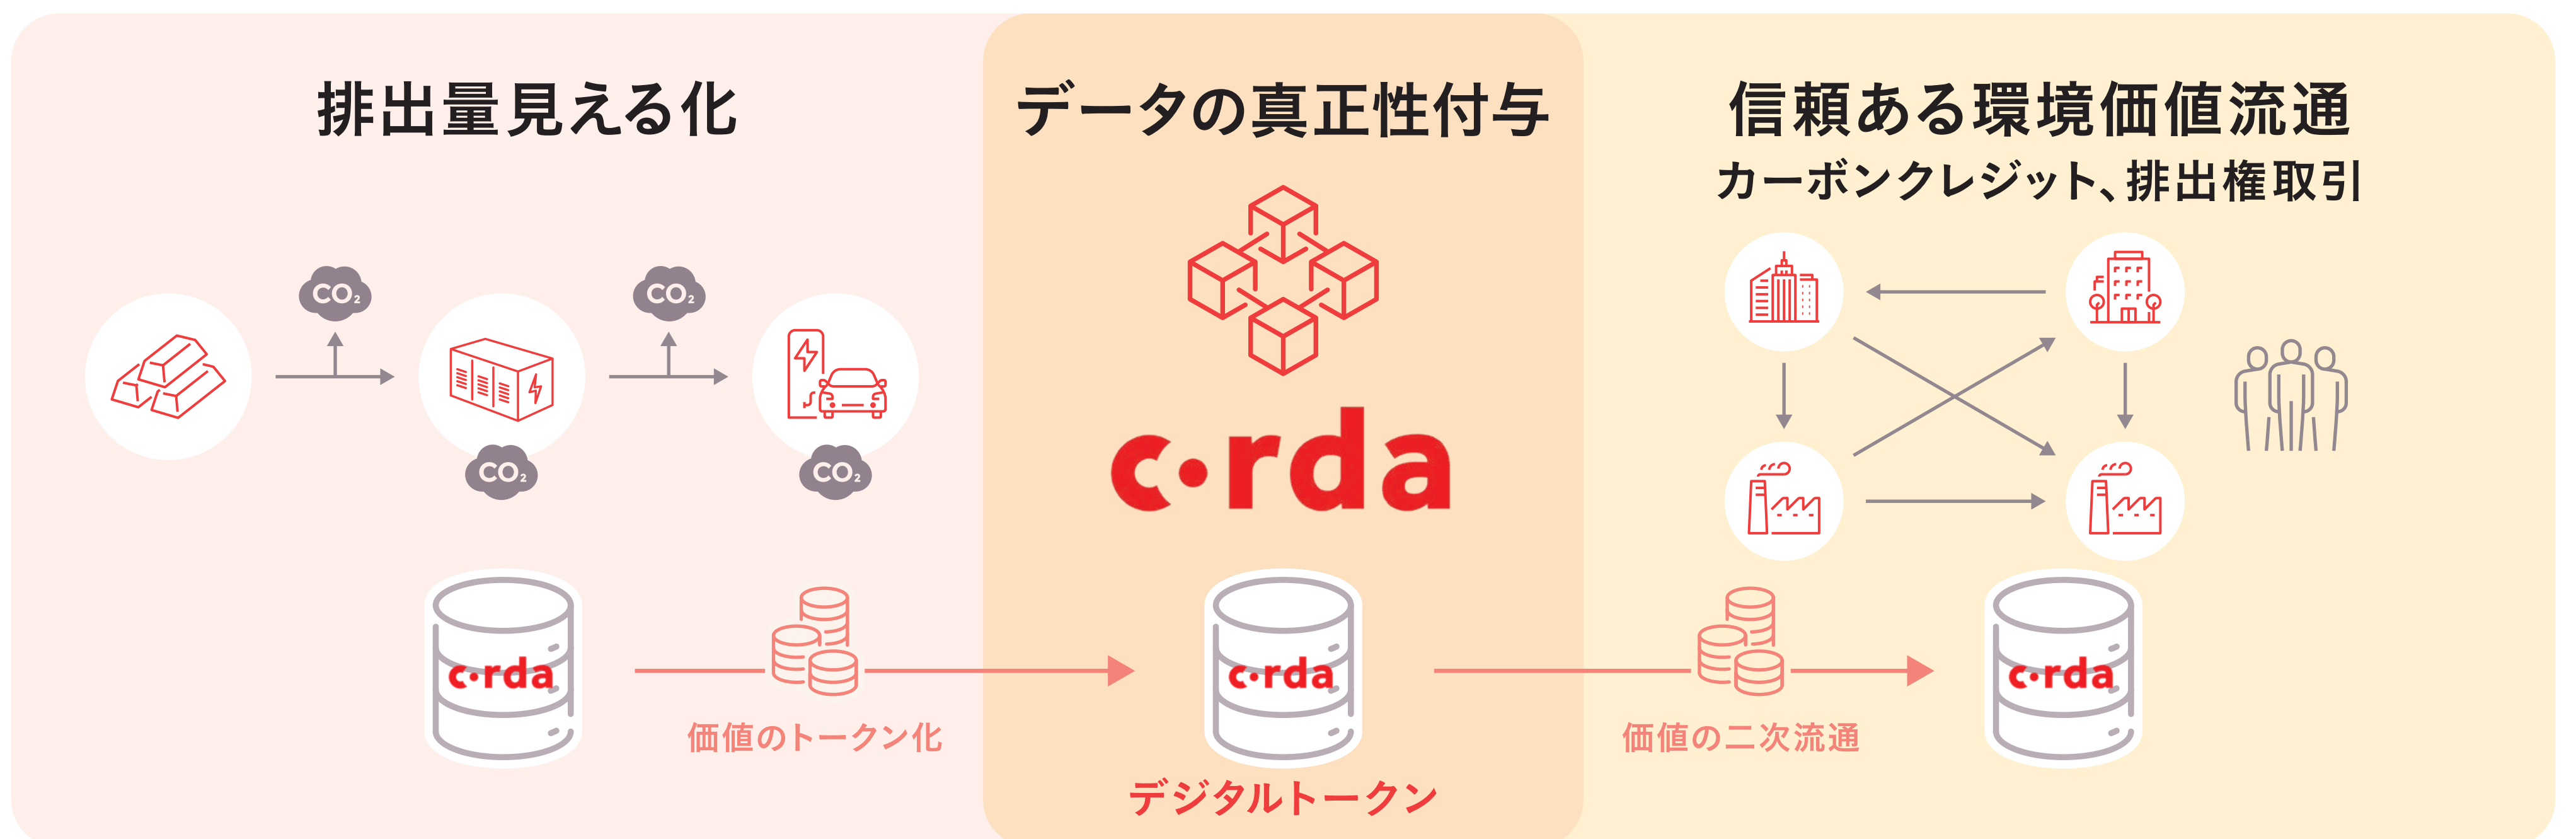 排出量見える化
CO₂
CO₂
CO₂
CO₂
c•rda
価値のトークン化
データの真正性付与
c•rda
c•rda
デジタルトークン
信頼ある環境価値流通
カーボンクレジット、排出権取引
価値の二次流通
c•rda